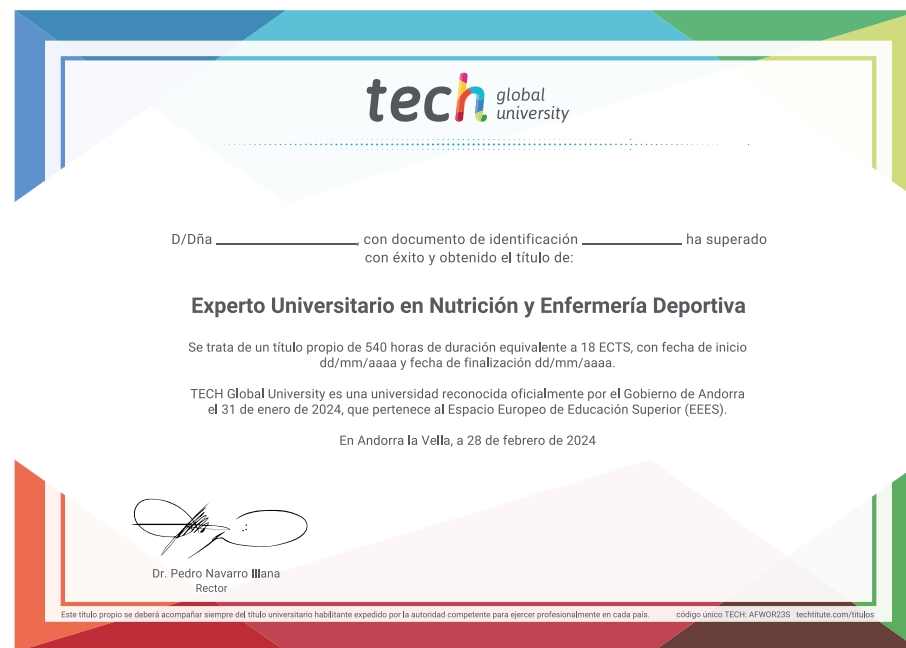 tech global university
D/Dña ________________, con documento de identificación ____________ ha superado
con éxito y obtenido el título de:
Experto Universitario en Nutrición y Enfermería Deportiva
Se trata de un título propio de 540 horas de duración equivalente a 18 ECTS, con fecha de inicio
dd/mm/aaaa y fecha de finalización dd/mm/aaaa.
TECH Global University es una universidad reconocida oficialmente por el Gobierno de Andorra
el 31 de enero de 2024, que pertenece al Espacio Europeo de Educación Superior (EEES).
En Andorra la Vella, a 28 de febrero de 2024
Dr. Pedro Navarro Illana
Rector
Este título propio se deberá acompañar siempre del título universitario habilitante expedido por la autoridad competente para ejercer profesionalmente en cada país. código único TECH: AFWOR23S techtitute.com/titulos